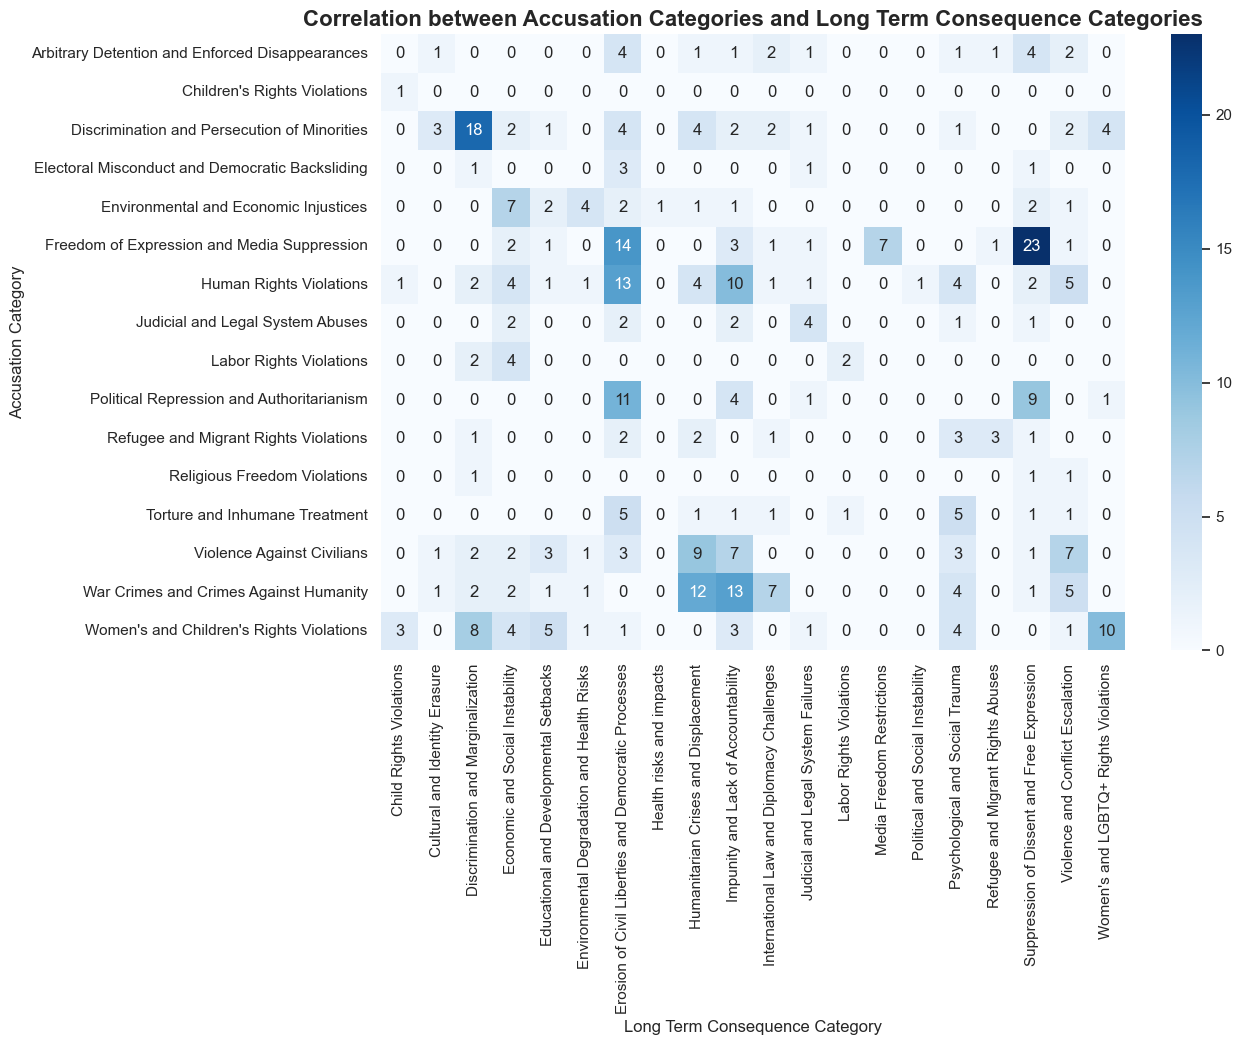 Correlation between Accusation Categories and Long Term Consequence Categories
Accusation Category
Arbitrary Detention and Enforced Disappearances 0 1 0 0 0 0 4 0 1 1 2 1 0 0 0 1 1 4 2 0
Children's Rights Violations 1 0 0 0 0 0 0 0 0 0 0 0 0 0 0 0 0 0 0 0
Discrimination and Persecution of Minorities 0 3 18 2 1 0 4 0 4 2 2 1 0 0 0 1 0 0 2 4
Electoral Misconduct and Democratic Backsliding 0 0 1 0 0 0 3 0 0 0 0 1 0 0 0 0 0 1 0 0
Environmental and Economic Injustices 0 0 0 7 2 4 2 1 1 1 0 0 0 0 0 0 0 2 1 0
Freedom of Expression and Media Suppression 0 0 0 2 1 0 14 0 0 3 1 1 0 7 0 0 1 23 1 0
Human Rights Violations 1 0 2 4 1 1 13 0 4 10 1 1 0 0 1 4 0 2 5 0
Judicial and Legal System Abuses 0 0 0 2 0 0 2 0 0 2 0 4 0 0 0 1 0 1 0 0
Labor Rights Violations 0 0 2 4 0 0 0 0 0 0 0 0 2 0 0 0 0 0 0 0
Political Repression and Authoritarianism 0 0 0 0 0 0 11 0 0 4 0 1 0 0 0 0 0 9 0 1
Refugee and Migrant Rights Violations 0 0 1 0 0 0 2 0 2 0 1 0 0 0 0 3 3 1 0 0
Religious Freedom Violations 0 0 1 0 0 0 0 0 0 0 0 0 0 0 0 0 0 1 1 0
Torture and Inhumane Treatment 0 0 0 0 0 0 5 0 1 1 1 0 1 0 0 5 0 1 1 0
Violence Against Civilians 0 1 2 2 3 1 3 0 9 7 0 0 0 0 0 3 0 1 7 0
War Crimes and Crimes Against Humanity 0 1 2 2 1 1 0 0 12 13 7 0 0 0 0 4 0 1 5 0
Women's and Children's Rights Violations 3 0 8 4 5 1 1 0 0 3 0 1 0 0 0 4 0 0 1 10
Child Rights Violations
Cultural and Identity Erasure
Discrimination and Marginalization
Economic and Social Instability
Educational and Developmental Setbacks
Environmental Degradation and Health Risks
Erosion of Civil Liberties and Democratic Processes
Health risks and impacts
Humanitarian Crises and Displacement
Impunity and Lack of Accountability
International Law and Diplomacy Challenges
Judicial and Legal System Failures
Labor Rights Violations
Media Freedom Restrictions
Political and Social Instability
Psychological and Social Trauma
Refugee and Migrant Rights Abuses
Suppression of Dissent and Free Expression
Violence and Conflict Escalation
Women's and LGBTQ+ Rights Violations
Long Term Consequence Category
20
15
10
5
0